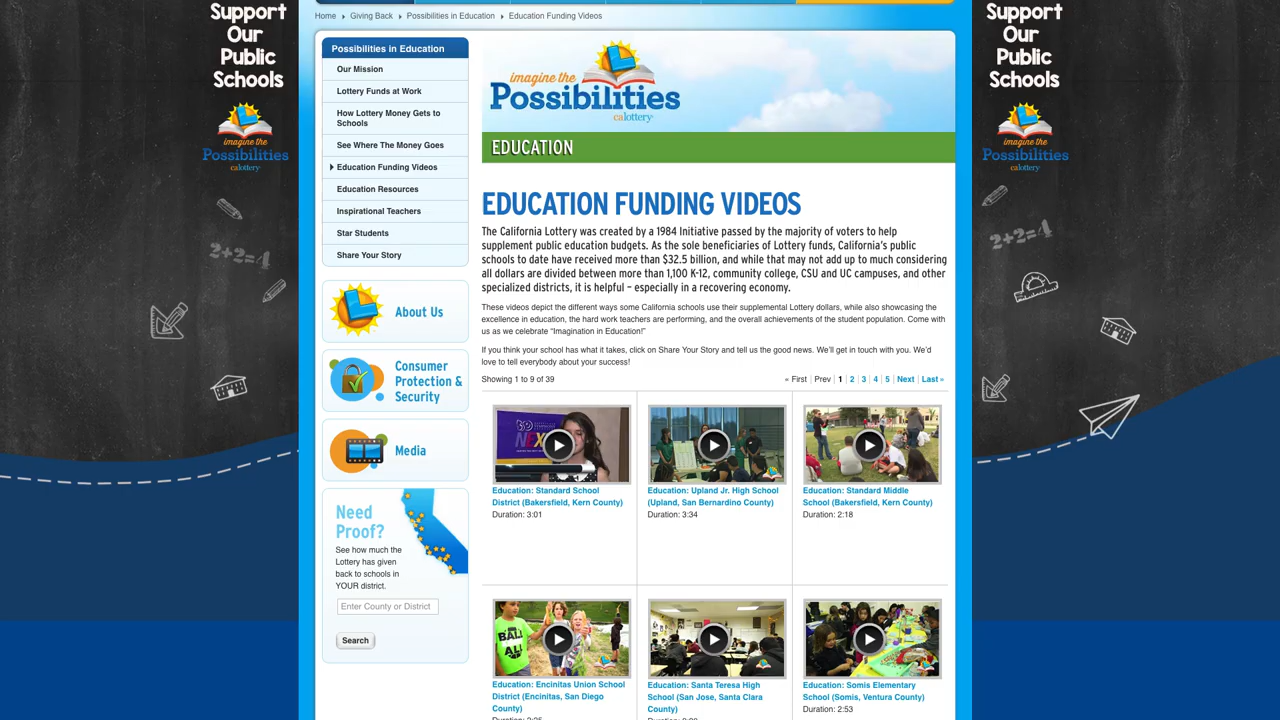 Support
Our
Public
Schools
imagine the
Possibilities
calottery
2+2=4
Home
Giving Back
Possibilities in Education
Education Funding Videos
Possibilities in Education
Our Mission
Lottery Funds at Work
How Lottery Money Gets to
Schools
See Where The Money Goes
Education Funding Videos
Education Resources
Inspirational Teachers
Star Students
Share Your Story
About Us
Consumer
Protection &
Security
Media
Need
Proof?
See how much the
Lottery has given
back to schools in
YOUR district.
Enter County or District
Search
imagine the
Possibilities
calottery
EDUCATION
EDUCATION FUNDING VIDEOS
The California Lottery was created by a 1984 Initiative passed by the majority of voters to help
supplement public education budgets. As the sole beneficiaries of Lottery funds, California's public
schools to date have received more than $32.5 billion, and while that may not add up to much considering
all dollars are divided between more than 1,100 K-12, community college, CSU and UC campuses, and other
specialized districts, it is helpful – especially in a recovering economy.
These videos depict the different ways some California schools use their supplemental Lottery dollars, while also showcasing the
excellence in education, the hard work teachers are performing, and the overall achievements of the student population. Come with
us as we celebrate “Imagination in Education!”
If you think your school has what it takes, click on Share Your Story and tell us the good news. We'll get in touch with you. We'd
love to tell everybody about your success!
Showing 1 to 9 of 39
« First Prev 1 2 3 4 5 Next Last »
Education: Standard School
District (Bakersfield, Kern County)
Duration: 3:01
Education: Upland Jr. High School
(Upland, San Bernardino County)
Duration: 3:34
Education: Standard Middle
School (Bakersfield, Kern County)
Duration: 2:18
BALL
Education: Encinitas Union School
District (Encinitas, San Diego
County)
Education: Santa Teresa High
School (San Jose, Santa Clara
County)
Education: Somis Elementary
School (Somis, Ventura County)
Duration: 2:53
Support
Our
Public
Schools
imagine the
Possibilities
calottery
2+2=4